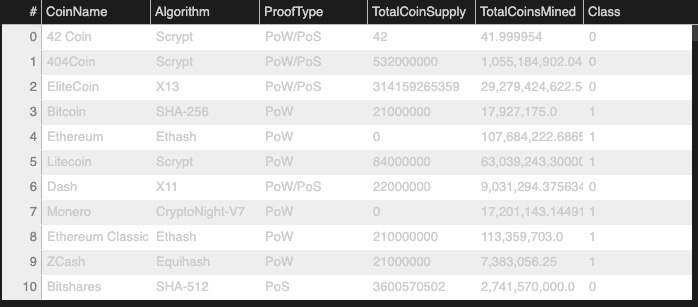 # CoinName Algorithm ProofType TotalCoinSupply TotalCoinsMined Class
0 42 Coin Scrypt PoW/PoS 42 41.999954 0
1 404Coin Scrypt PoW/PoS 532000000 1,055,184,902.04 0
2 EliteCoin X13 PoW/PoS 314159265359 29,279,424,622.5 0
3 Bitcoin SHA-256 PoW 21000000 17,927,175.0 1
4 Ethereum Ethash PoW 0 107,684,222.6865 1
5 Litecoin Scrypt PoW 84000000 63,039,243.30000 1
6 Dash X11 PoW/PoS 22000000 9,031,294.375634 0
7 Monero CryptoNight-V7 PoW 0 17,201,143.14491 1
8 Ethereum Classic Ethash PoW 210000000 113,359,703.0 1
9 ZCash Equihash PoW 21000000 7,383,056.25 1
10 Bitshares SHA-512 PoS 3600570502 2,741,570,000.0 0